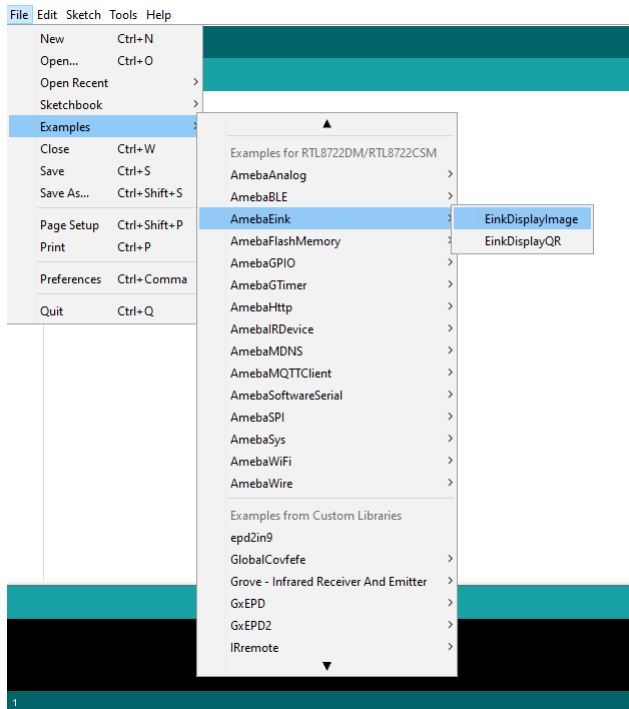 File Edit Sketch Tools Help
New Ctrl+N
Open... Ctrl+O
Open Recent
Sketchbook
Examples
Close Ctrl+W
Save Ctrl+S
Save As... Ctrl+Shift+S
Page Setup Ctrl+Shift+P
Print Ctrl+P
Preferences Ctrl+Comma
Quit Ctrl+Q
Examples for RTL8722DM/RTL8722CSM
AmebaAnalog
AmebaBLE
AmebaEink
AmebaFlashMemory
AmebaGPIO
AmebaGTimer
AmebaHttp
AmebaIRDevice
AmebaMDNS
AmebaMQTTClient
AmebaSoftwareSerial
AmebaSPI
AmebaSys
AmebaWiFi
AmebaWire
Examples from Custom Libraries
epd2in9
GlobalCovfefe
Grove - Infrared Receiver And Emitter
GxEPD
GxEPD2
IRremote
EinkDisplayImage
EinkDisplayQR
1